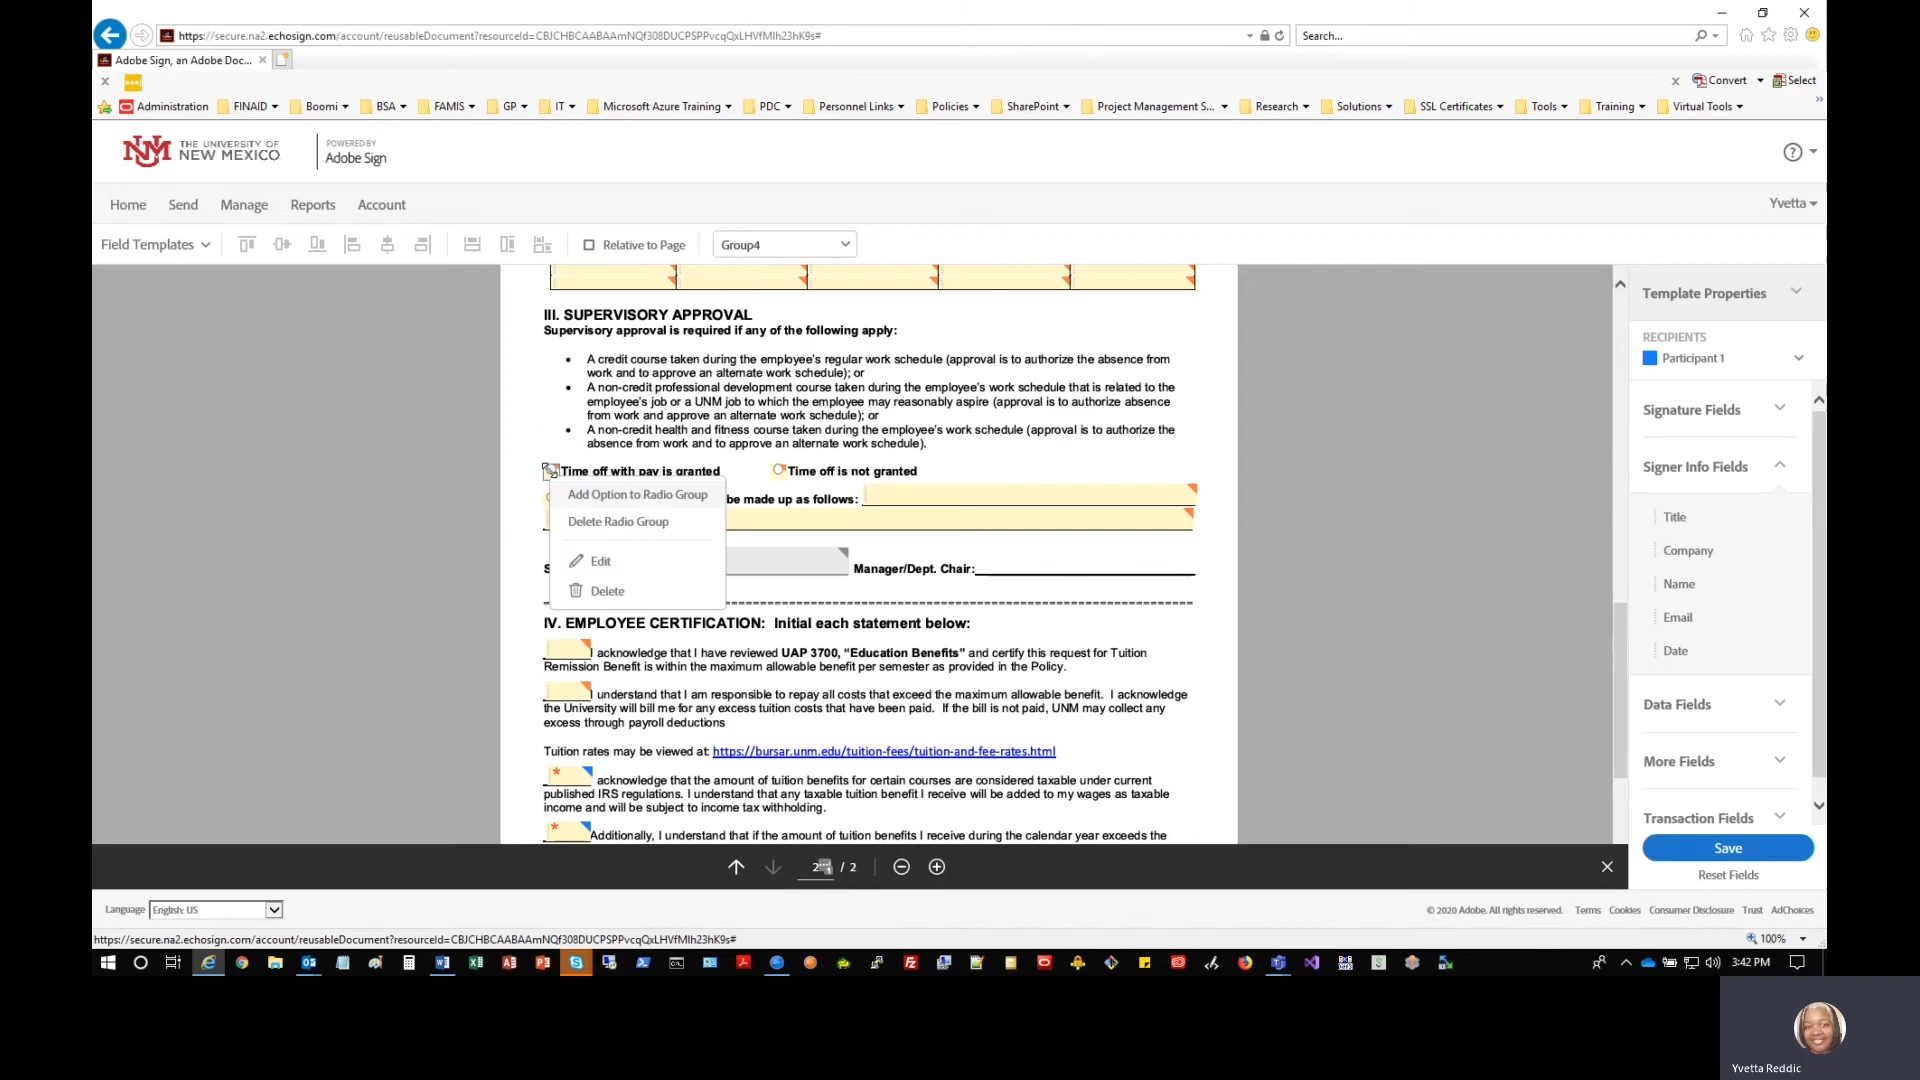 https://secure.na2.echosign.com/account/reusableDocument?resourceId=CBJCHBCAABAAmNQf308DUCPSPPvcqQxLHVfMlh23hK9s#
Search...
Adobe Sign, an Adobe Doc...
x
x Convert Select
Administration FINAID Boomi BSA FAMIS GP IT Microsoft Azure Training PDC Personnel Links Policies SharePoint Project Management S... Research Solutions SSL Certificates Tools Training Virtual Tools
UNM THE UNIVERSITY OF
NEW MEXICO
POWERED BY
Adobe Sign
Home Send Manage Reports Account
Yvetta
Field Templates
Relative to Page
Group4
III. SUPERVISORY APPROVAL
Supervisory approval is required if any of the following apply:
• A credit course taken during the employee's regular work schedule (approval is to authorize the absence from
work and to approve an alternate work schedule); or
• A non-credit professional development course taken during the employee's work schedule that is related to the
employee's job or a UNM job to which the employee may reasonably aspire (approval is to authorize absence
from work and approve an alternate work schedule); or
• A non-credit health and fitness course taken during the employee's work schedule (approval is to authorize the
absence from work and to approve an alternate work schedule).
Time off with pay is granted
Time off is not granted
be made up as follows:
Add Option to Radio Group
Delete Radio Group
Edit
Delete
S
Manager/Dept. Chair:
IV. EMPLOYEE CERTIFICATION: Initial each statement below:
I acknowledge that I have reviewed UAP 3700, “Education Benefits” and certify this request for Tuition
Remission Benefit is within the maximum allowable benefit per semester as provided in the Policy.
I understand that I am responsible to repay all costs that exceed the maximum allowable benefit. I acknowledge
the University will bill me for any excess tuition costs that have been paid. If the bill is not paid, UNM may collect any
excess through payroll deductions
Tuition rates may be viewed at: https://bursar.unm.edu/tuition-fees/tuition-and-fee-rates.html
* acknowledge that the amount of tuition benefits for certain courses are considered taxable under current
published IRS regulations. I understand that any taxable tuition benefit I receive will be added to my wages as taxable
income and will be subject to income tax withholding.
* Additionally, I understand that if the amount of tuition benefits I receive during the calendar year exceeds the
Template Properties
RECIPIENTS
Participant 1
Signature Fields
Signer Info Fields
Title
Company
Name
Email
Date
Data Fields
More Fields
Transaction Fields
Save
Reset Fields
2 / 2
Language English: US
© 2020 Adobe. All rights reserved. Terms Cookies Consumer Disclosure Trust AdChoices
https://secure.na2.echosign.com/account/reusableDocument?resourceId=CBJCHBCAABAAmNQf308DUCPSPPvcqQxLHVfMlh23hK9s#
100%
3:42 PM
Yvetta Reddic